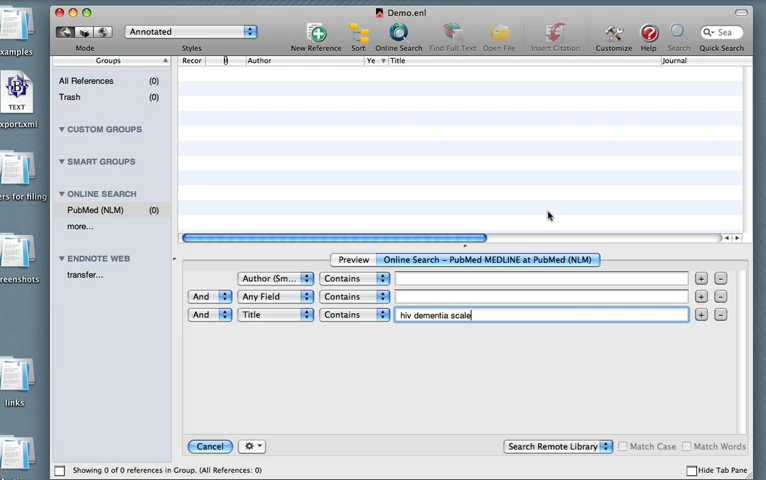 Demo.enl
Annotated
Mode
Styles
New Reference
Sort
Online Search
Find Full Text
Open File
Insert Citation
Customize
Help
Search
Sea
Quick Search
Groups
Recor
Author
Ye
Title
Journal
All References (0)
Trash (0)
CUSTOM GROUPS
SMART GROUPS
ONLINE SEARCH
PubMed (NLM) (0)
more...
ENDNOTE WEB
transfer...
Preview
Online Search – PubMed MEDLINE at PubMed (NLM)
Author (Sm... Contains + -
And Any Field Contains + -
And Title Contains hiv dementia scale + -
Cancel
Search Remote Library
Match Case
Match Words
Showing 0 of 0 references in Group. (All References: 0)
Hide Tab Pane
examples
TEXT
xport.xml
ers for filing
reenshots
links